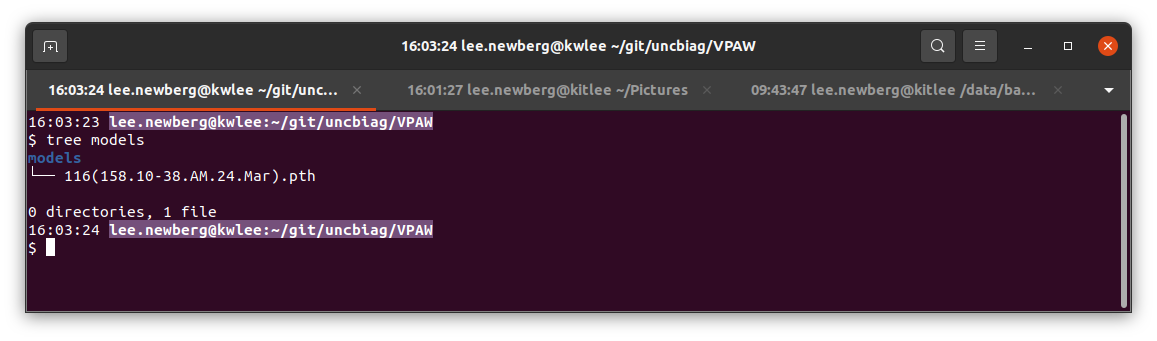 16:03:24 lee.newberg@kwlee ~/git/uncbiag/VPAW
16:03:24 lee.newberg@kwlee ~/git/unc...
16:01:27 lee.newberg@kitlee ~/Pictures
09:43:47 lee.newberg@kitlee /data/ba...
16:03:23 lee.newberg@kwlee:~/git/uncbiag/VPAW
$ tree models
models
└── 116(158.10-38.AM.24.Mar).pth
0 directories, 1 file
16:03:24 lee.newberg@kwlee:~/git/uncbiag/VPAW
$